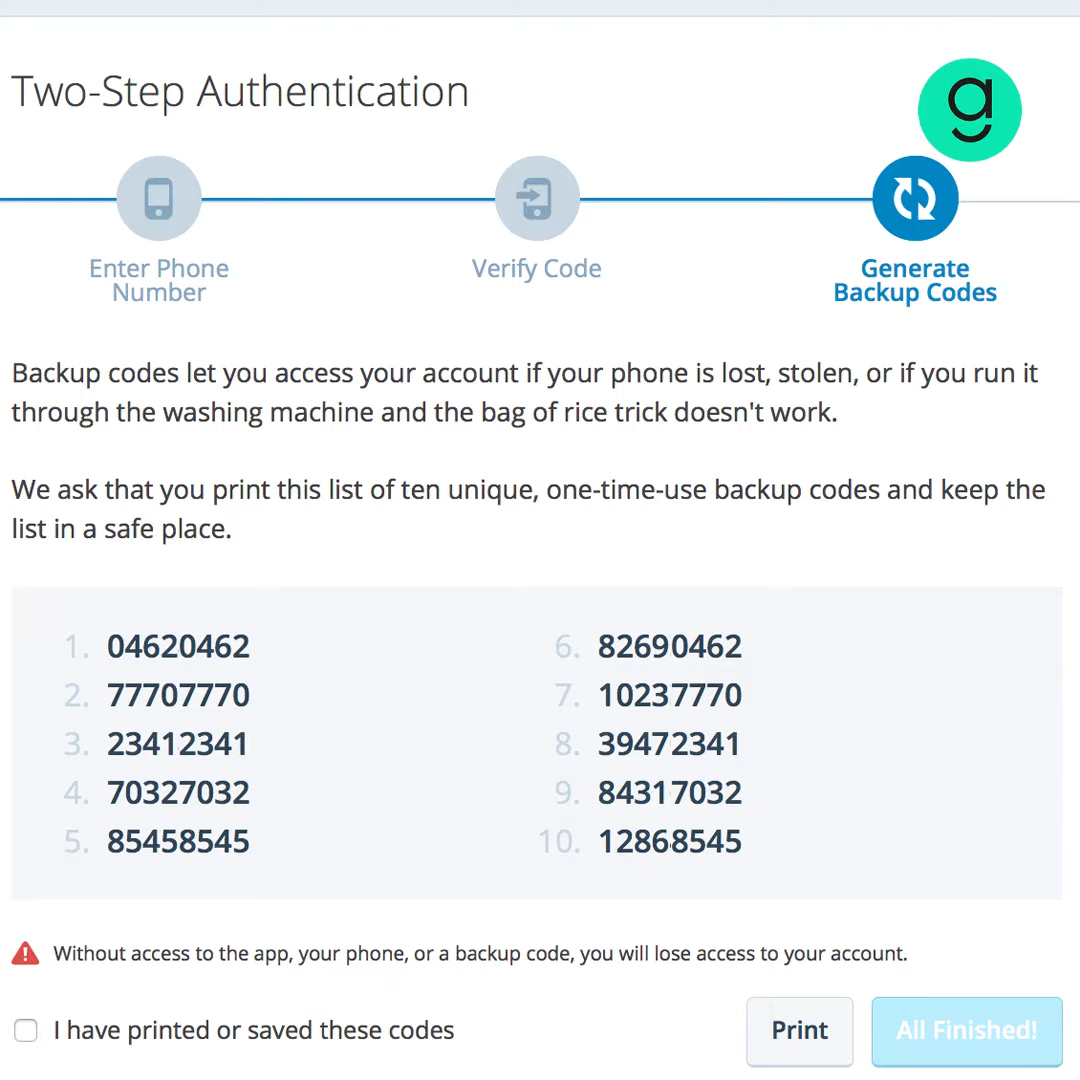 Two-Step Authentication
g
Enter Phone
Number
Verify Code
Generate
Backup Codes
Backup codes let you access your account if your phone is lost, stolen, or if you run it
through the washing machine and the bag of rice trick doesn't work.
We ask that you print this list of ten unique, one-time-use backup codes and keep the
list in a safe place.
1. 04620462
2. 77707770
3. 23412341
4. 70327032
5. 85458545
6. 82690462
7. 10237770
8. 39472341
9. 84317032
10. 12868545
Without access to the app, your phone, or a backup code, you will lose access to your account.
I have printed or saved these codes
Print
All Finished!